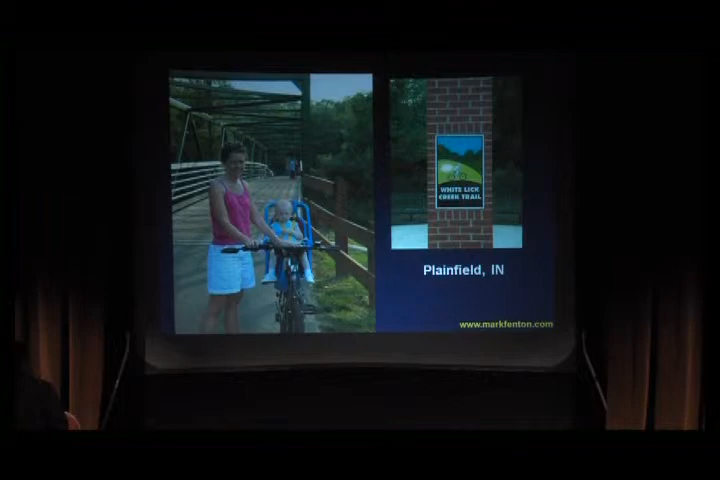 WHITE LICK
CREEK TRAIL
Plainfield, IN
www.markfenton.com